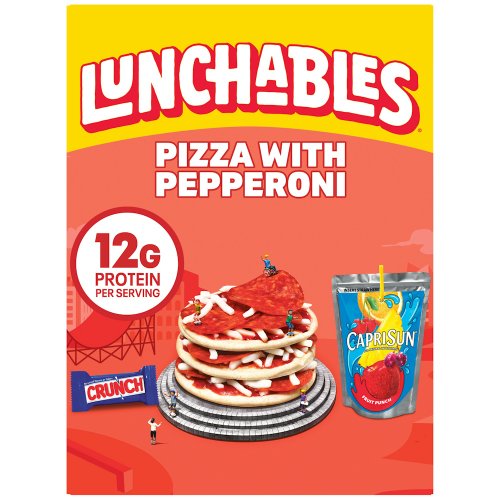 LUNCHABLES
PIZZA WITH
PEPPERONI
12G
PROTEIN
PER SERVING
CRUNCH
CAPRISUN
FRUIT PUNCH